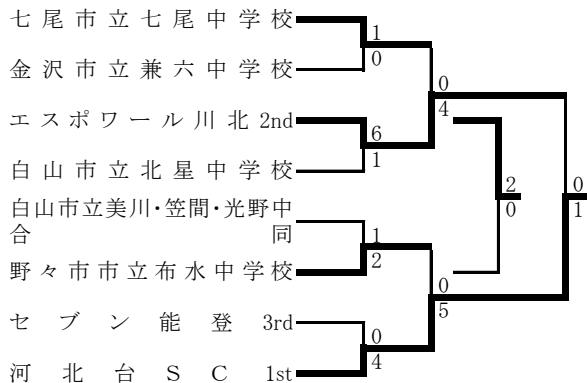 七尾市立七尾中学校
1
0
金沢市立兼六中学校
0
4
エスポワール川北 2nd
6
1
白山市立北星中学校
2
0
0
1
白山市立美川・笠間・光野中
合同
1
2
野々市市立布水中学校
0
5
セブン能登 3rd
0
4
河北台SC 1st